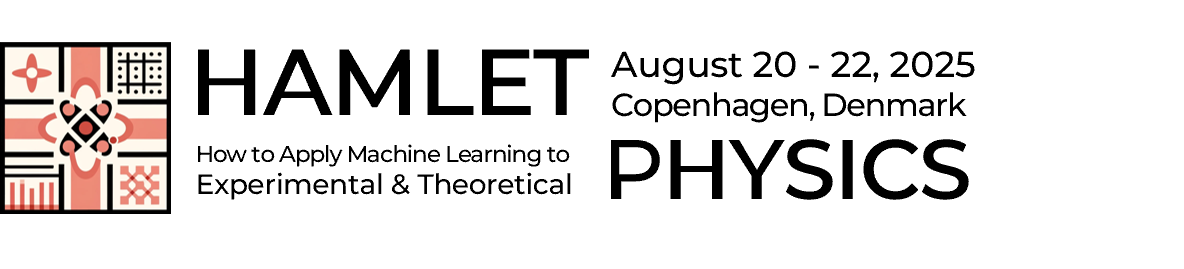 HAMLET
How to Apply Machine Learning to
Experimental & Theoretical
August 20 - 22, 2025
Copenhagen, Denmark
PHYSICS